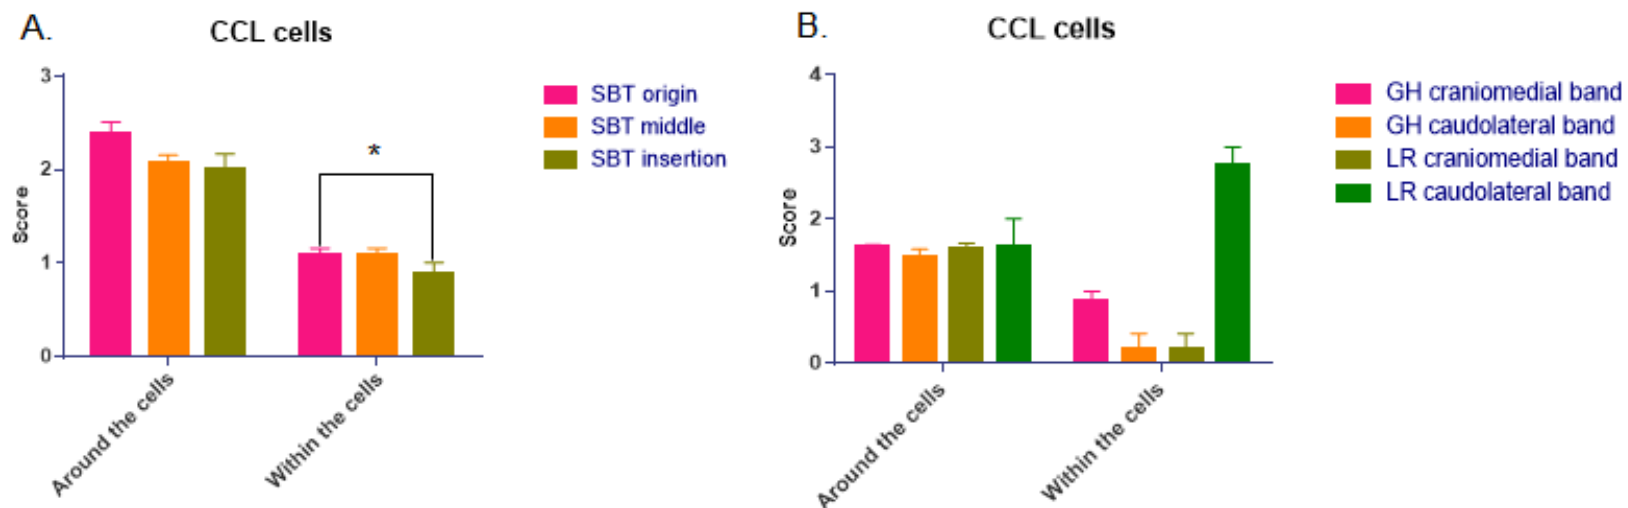 A.
CCL cells
3
2
1
0
Score
*
Around the cells
Within the cells
SBT origin
SBT middle
SBT insertion
B.
CCL cells
4
3
2
1
0
Score
Around the cells
Within the cells
GH craniomedial band
GH caudolateral band
LR craniomedial band
LR caudolateral band